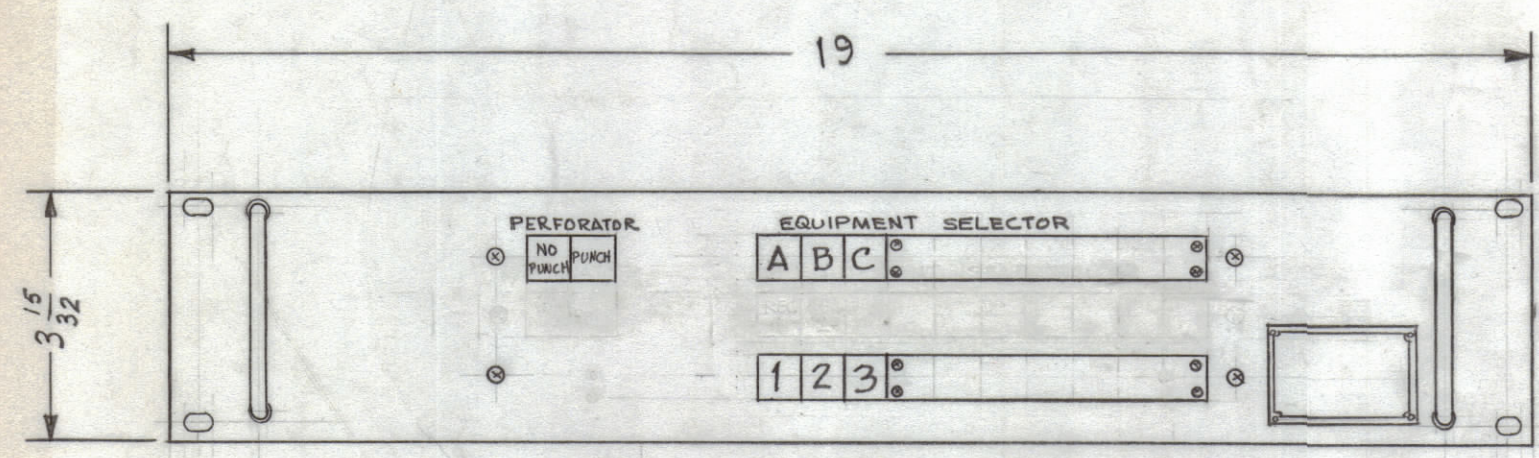 19
3 15/32
PERFORATOR
NO PUNCH PUNCH
EQUIPMENT SELECTOR
A B C
1 2 3